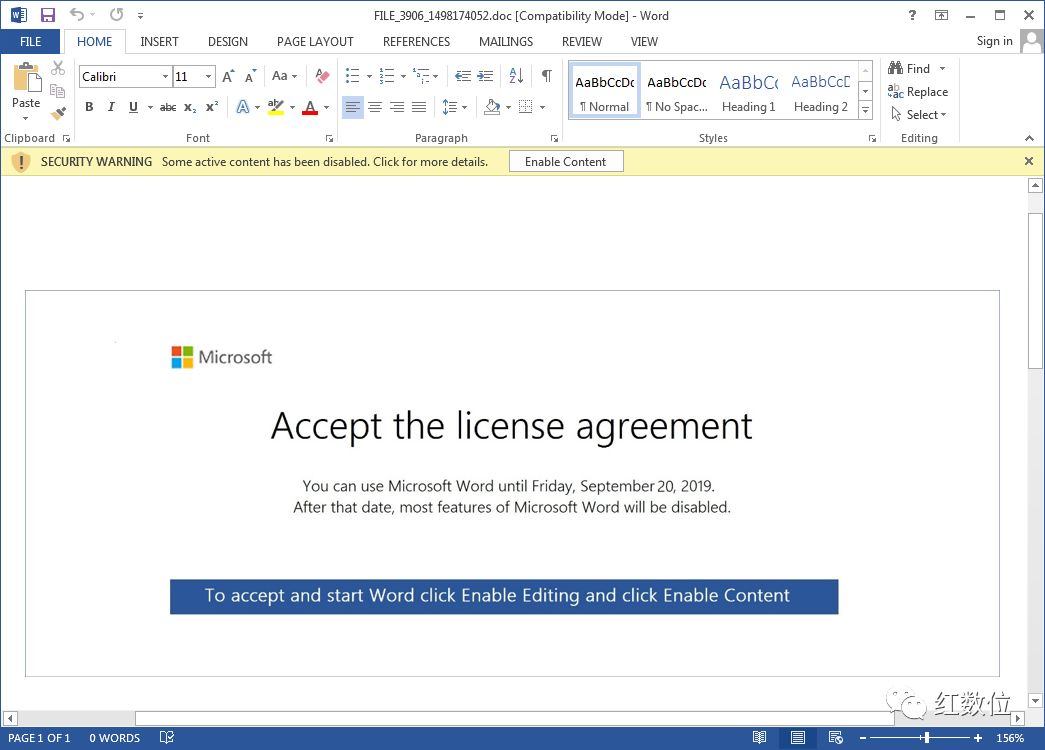 FILE_3906_1498174052.doc [Compatibility Mode] - Word
FILE HOME INSERT DESIGN PAGE LAYOUT REFERENCES MAILINGS REVIEW VIEW Sign in
Paste
Calibri 11
Aa
B I U abc x₂ x²
A ab A
AaBbCcDc AaBbCcDc AaBbCc AaBbCcD
¶ Normal ¶ No Spac... Heading 1 Heading 2
Find
Replace
Select
Clipboard Font Paragraph Styles Editing
SECURITY WARNING Some active content has been disabled. Click for more details. Enable Content
Microsoft
Accept the license agreement
You can use Microsoft Word until Friday, September 20, 2019.
After that date, most features of Microsoft Word will be disabled.
To accept and start Word click Enable Editing and click Enable Content
红数位
PAGE 1 OF 1 0 WORDS 156%